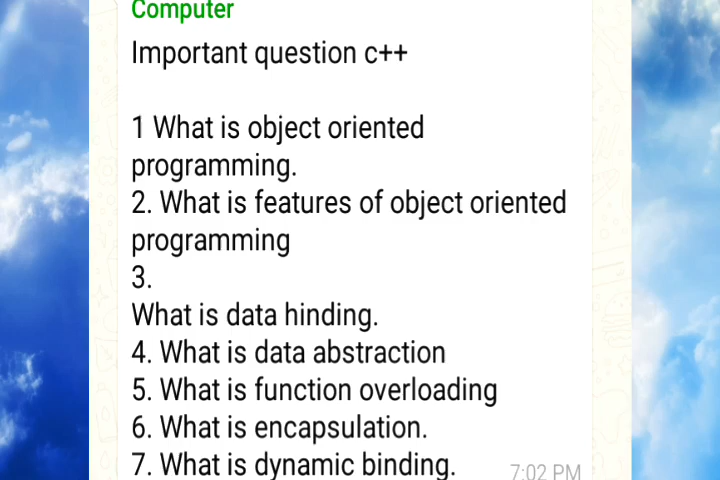 Computer
Important question c++
1 What is object oriented
programming.
2. What is features of object oriented
programming
3.
What is data hinding.
4. What is data abstraction
5. What is function overloading
6. What is encapsulation.
7. What is dynamic binding.
7:02 PM